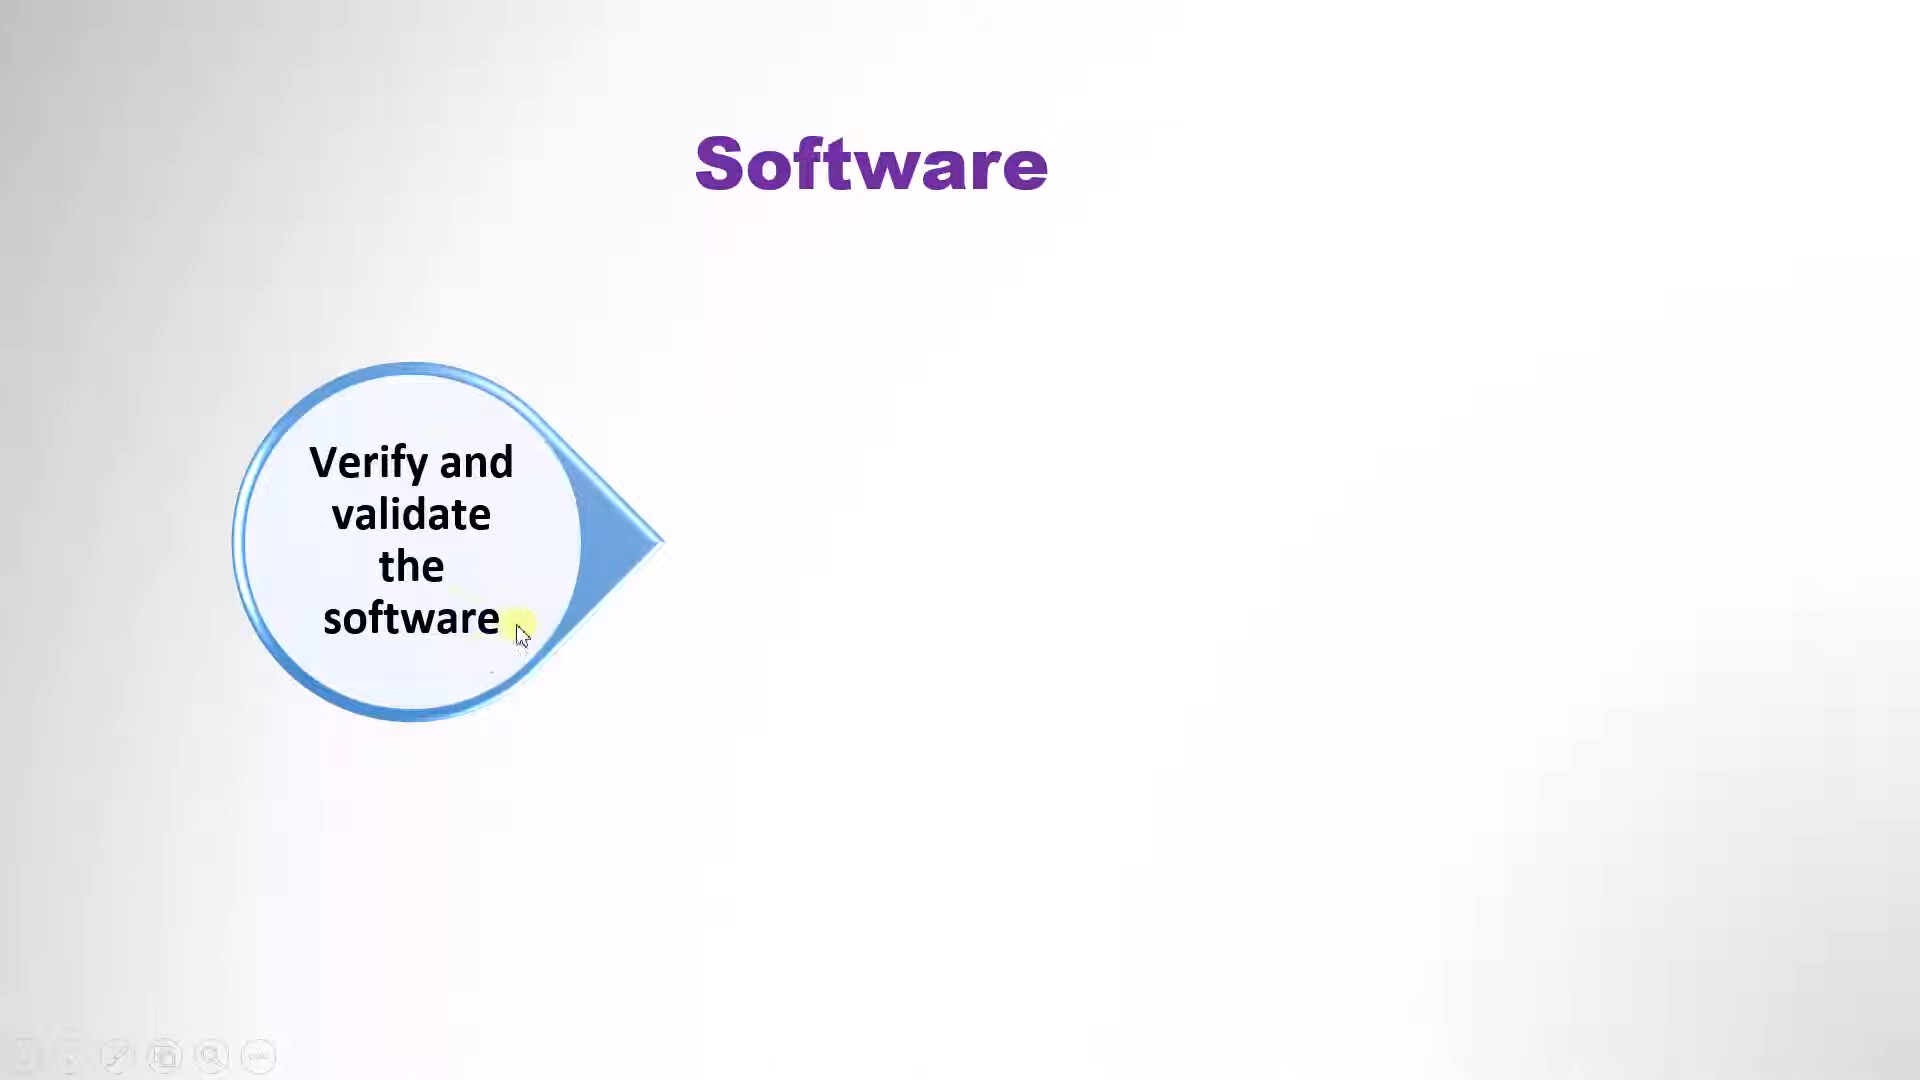 Software
Verify and
validate
the
software